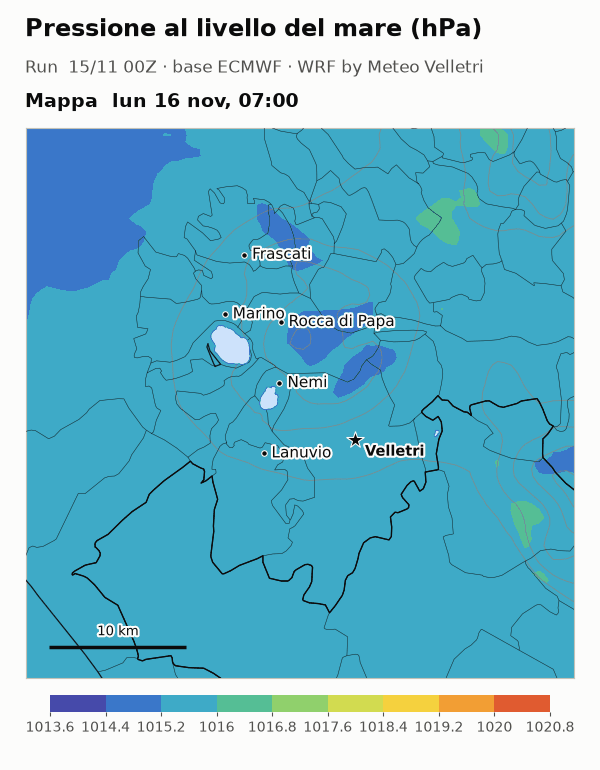 Pressione al livello del mare (hPa)
Run 15/11 00Z · base ECMWF · WRF by Meteo Velletri
Mappa lun 16 nov, 07:00
Frascati
Marino
Rocca di Papa
Nemi
Velletri
Lanuvio
10 km
1013.6 1014.4 1015.2 1016 1016.8 1017.6 1018.4 1019.2 1020 1020.8